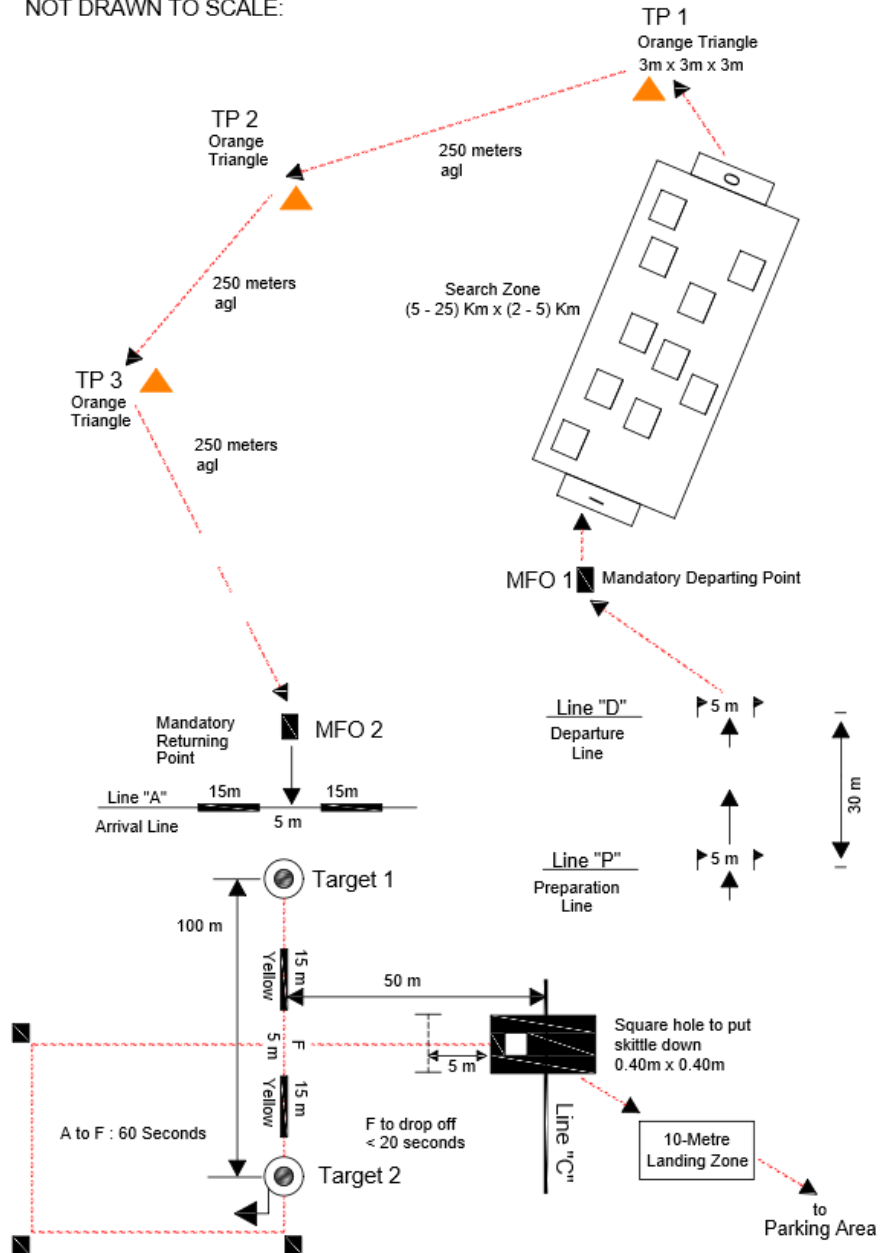 NOT DRAWN TO SCALE:
TP 1
Orange Triangle
3m x 3m x 3m
TP 2
Orange
Triangle
250 meters
agl
O
250 meters
agl
Search Zone
(5 - 25) Km x (2 - 5) Km
TP 3
Orange
Triangle
250 meters
agl
I
MFO 1
Mandatory Departing Point
Mandatory
Returning
Point
MFO 2
Line "D"
Departure
Line
5 m
30 m
Line "A"
15m
15m
Arrival Line
5 m
Line "P"
Preparation
Line
5 m
Target 1
100 m
15 m
Yellow
50 m
5 m
F
5 m
Square hole to put
skittle down
0.40m x 0.40m
15 m
Yellow
A to F : 60 Seconds
F to drop off
< 20 seconds
Line "C"
10-Metre
Landing Zone
Target 2
to
Parking Area